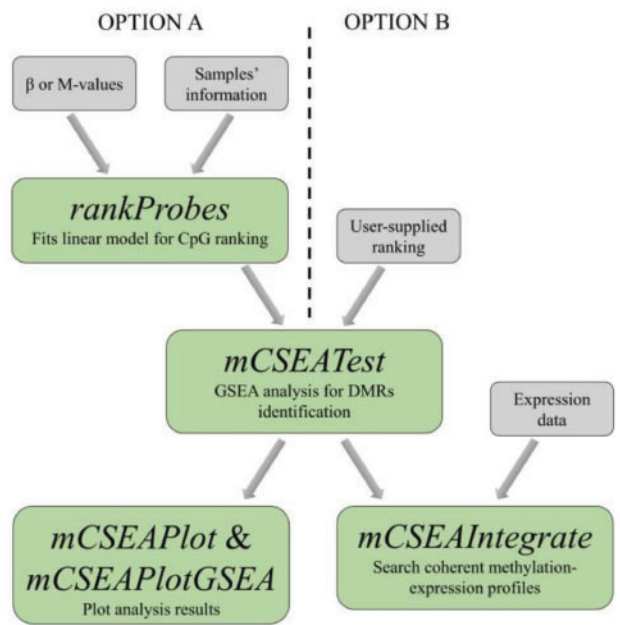 OPTION A
OPTION B
β or M-values
Samples’
information
rankProbes
Fits linear model for CpG ranking
User-supplied
ranking
mCSEATest
GSEA analysis for DMRs
identification
Expression
data
mCSEAPlot &
mCSEAPlotGSEA
Plot analysis results
mCSEAIntegrate
Search coherent methylation-
expression profiles